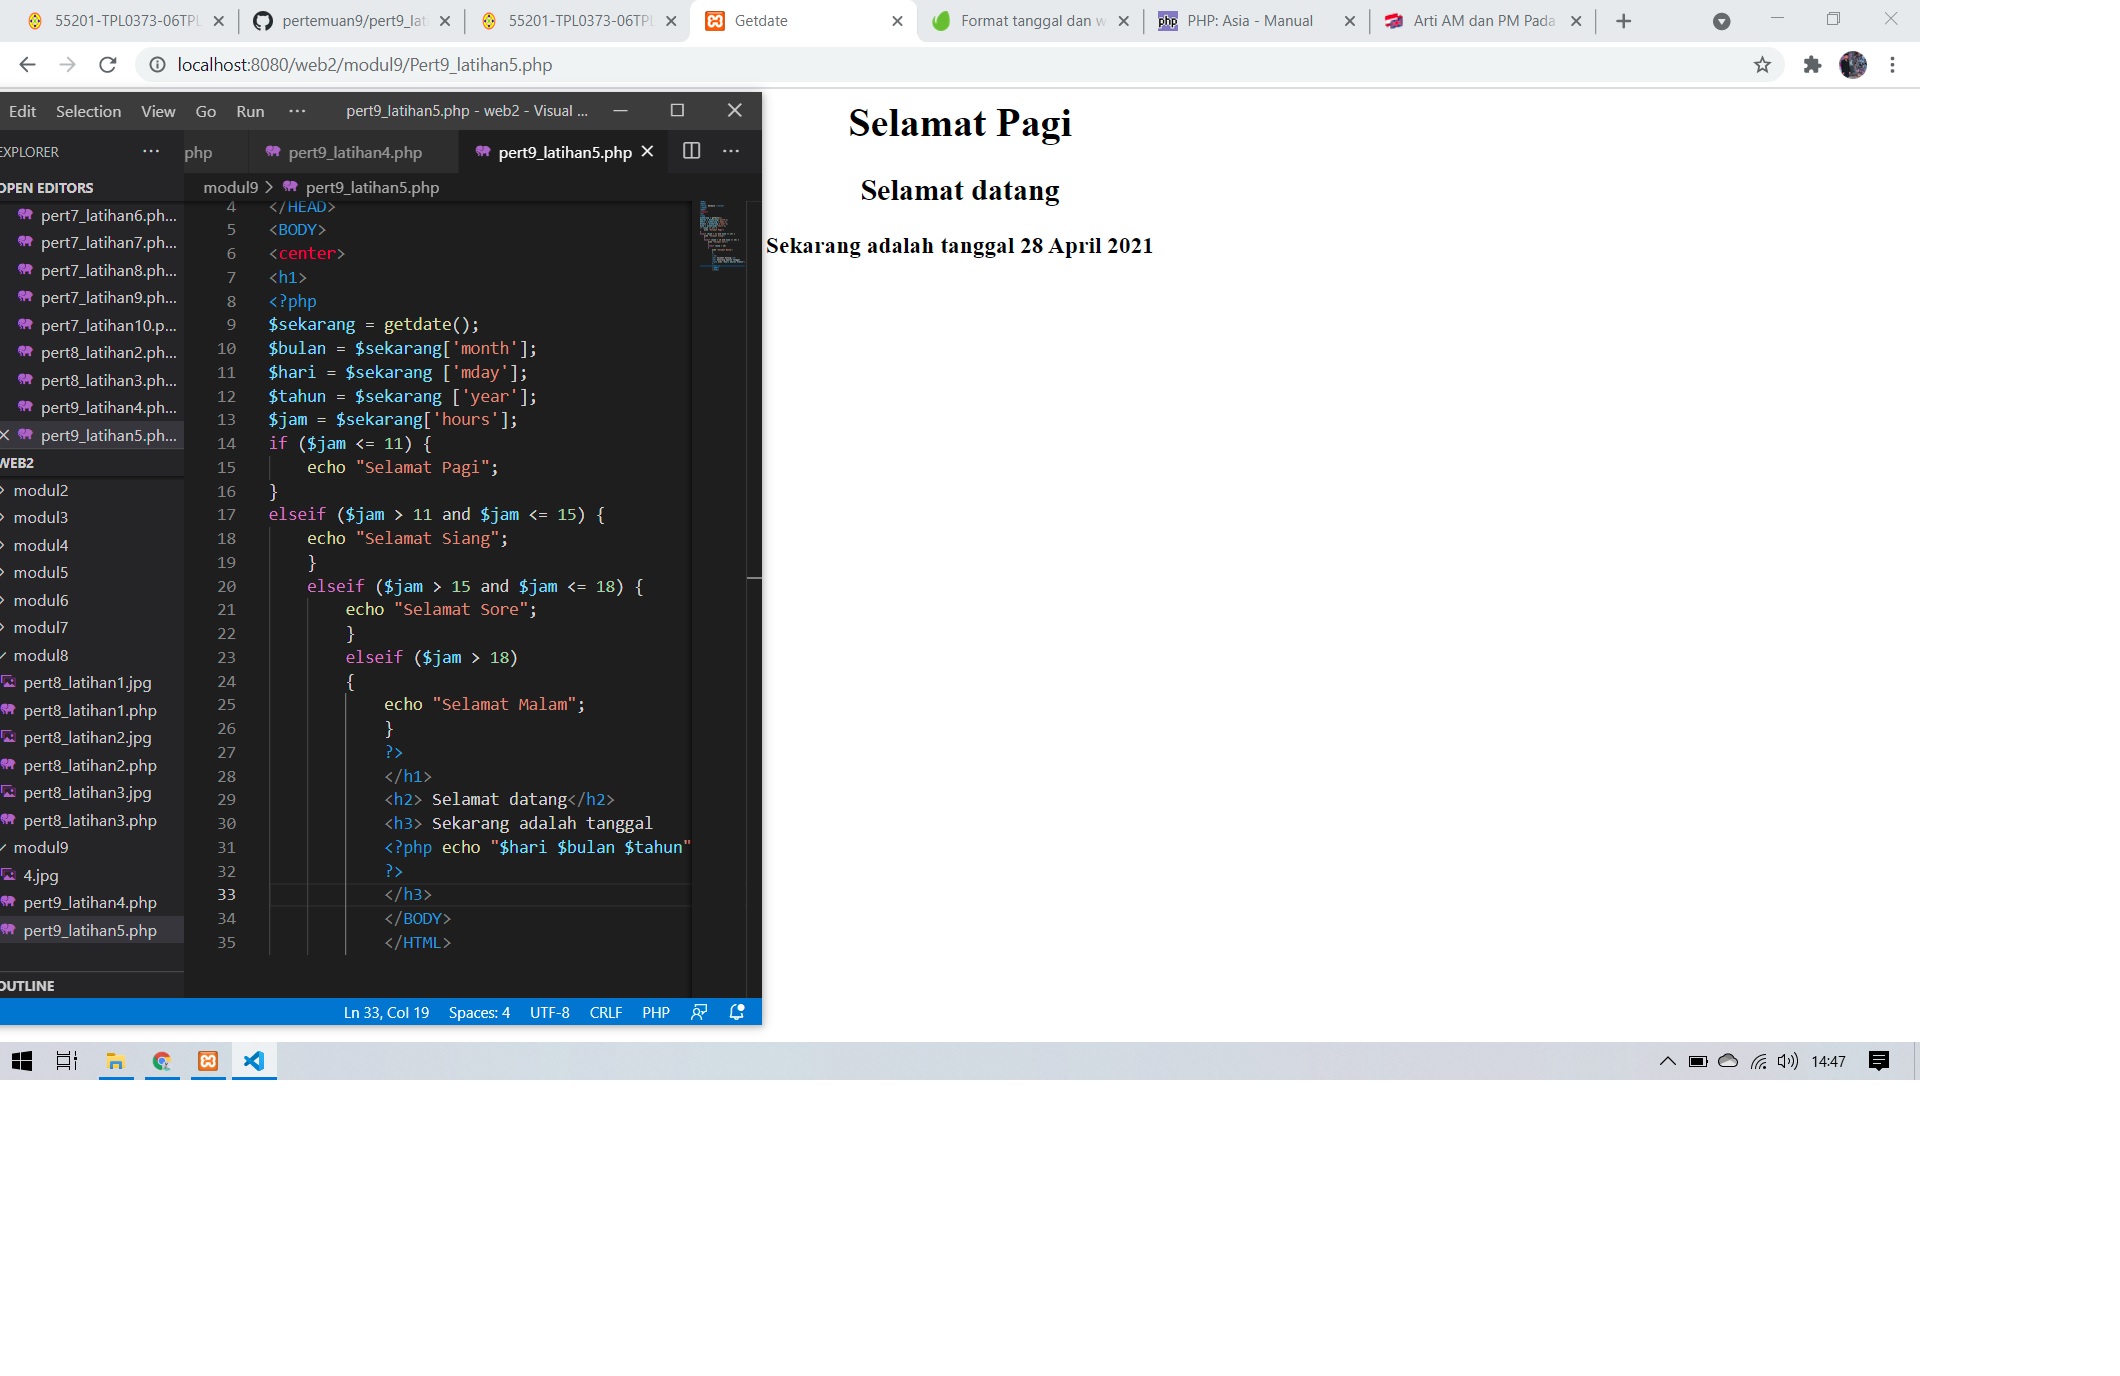 55201-TPL0373-06TPL
pertemuan9/pert9_lat
55201-TPL0373-06TPL
Getdate
Format tanggal dan w
php PHP: Asia - Manual
Arti AM dan PM Pada
localhost:8080/web2/modul9/Pert9_latihan5.php
Edit Selection View Go Run ··· pert9_latihan5.php - web2 - Visual ...
EXPLORER ···
php pert9_latihan4.php pert9_latihan5.php ···
OPEN EDITORS
modul9 > pert9_latihan5.php
pert7_latihan6.ph...
pert7_latihan7.ph...
pert7_latihan8.ph...
pert7_latihan9.ph...
pert7_latihan10.p...
pert8_latihan2.ph...
pert8_latihan3.ph...
pert9_latihan4.ph...
pert9_latihan5.ph...
WEB2
modul2
modul3
modul4
modul5
modul6
modul7
modul8
pert8_latihan1.jpg
pert8_latihan1.php
pert8_latihan2.jpg
pert8_latihan2.php
pert8_latihan3.jpg
pert8_latihan3.php
modul9
4.jpg
pert9_latihan4.php
pert9_latihan5.php
OUTLINE
4 </HEAD>
5 <BODY>
6 <center>
7 <h1>
8 <?php
9 $sekarang = getdate();
10 $bulan = $sekarang['month'];
11 $hari = $sekarang ['mday'];
12 $tahun = $sekarang ['year'];
13 $jam = $sekarang['hours'];
14 if ($jam <= 11) {
15 echo "Selamat Pagi";
16 }
17 elseif ($jam > 11 and $jam <= 15) {
18 echo "Selamat Siang";
19 }
20 elseif ($jam > 15 and $jam <= 18) {
21 echo "Selamat Sore";
22 }
23 elseif ($jam > 18)
24 {
25 echo "Selamat Malam";
26 }
27 ?>
28 </h1>
29 <h2> Selamat datang</h2>
30 <h3> Sekarang adalah tanggal
31 <?php echo "$hari $bulan $tahun"
32 ?>
33 </h3>
34 </BODY>
35 </HTML>
Ln 33, Col 19 Spaces: 4 UTF-8 CRLF PHP
Selamat Pagi
Selamat datang
Sekarang adalah tanggal 28 April 2021
14:47